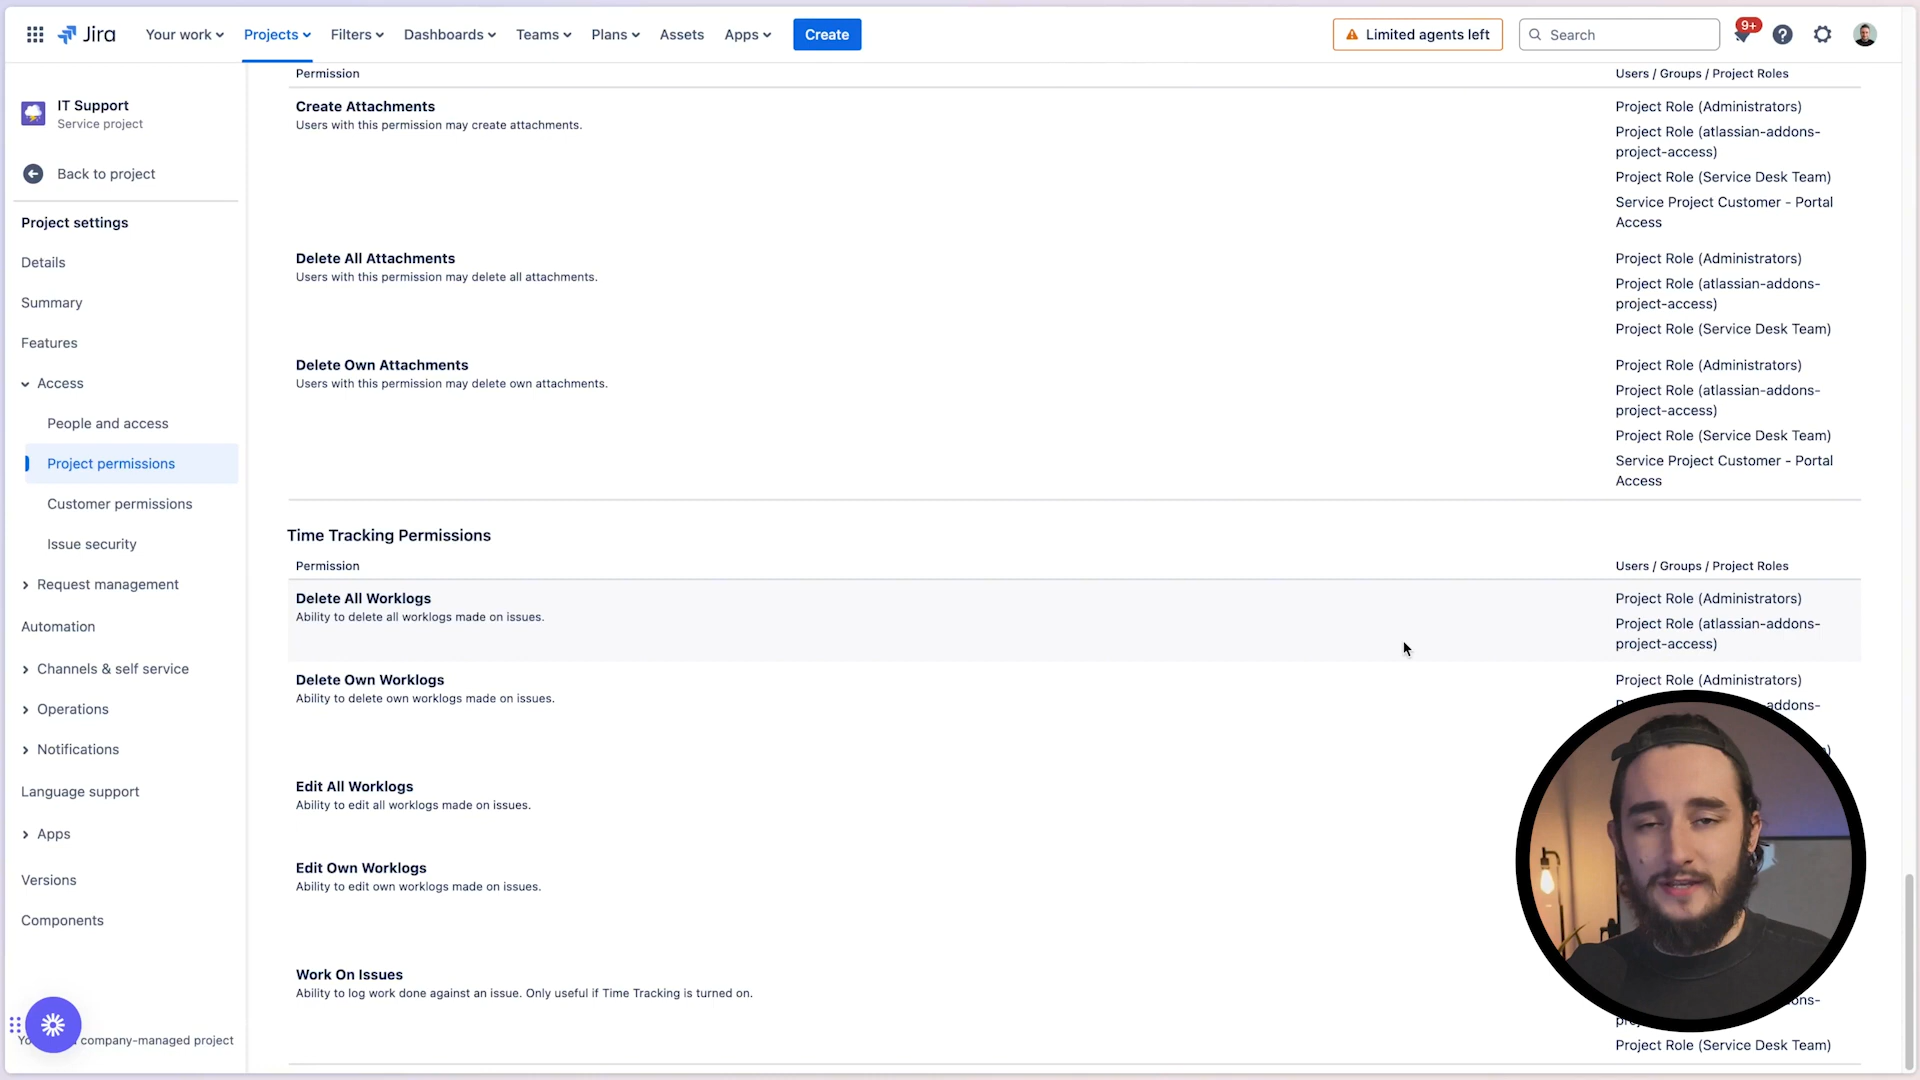 Jira
Your work
Projects
Filters
Dashboards
Teams
Plans
Assets
Apps
Create
Limited agents left
Search
9+
IT Support
Service project
Back to project
Project settings
Details
Summary
Features
Access
People and access
Project permissions
Customer permissions
Issue security
Request management
Automation
Channels & self service
Operations
Notifications
Language support
Apps
Versions
Components
company-managed project
Permission
Users / Groups / Project Roles
Create Attachments
Users with this permission may create attachments.
Project Role (Administrators)
Project Role (atlassian-addons-
project-access)
Project Role (Service Desk Team)
Service Project Customer - Portal
Access
Delete All Attachments
Users with this permission may delete all attachments.
Project Role (Administrators)
Project Role (atlassian-addons-
project-access)
Project Role (Service Desk Team)
Delete Own Attachments
Users with this permission may delete own attachments.
Project Role (Administrators)
Project Role (atlassian-addons-
project-access)
Project Role (Service Desk Team)
Service Project Customer - Portal
Access
Time Tracking Permissions
Permission
Users / Groups / Project Roles
Delete All Worklogs
Ability to delete all worklogs made on issues.
Project Role (Administrators)
Project Role (atlassian-addons-
project-access)
Delete Own Worklogs
Ability to delete own worklogs made on issues.
Project Role (Administrators)
addons-
Edit All Worklogs
Ability to edit all worklogs made on issues.
Edit Own Worklogs
Ability to edit own worklogs made on issues.
Work On Issues
Ability to log work done against an issue. Only useful if Time Tracking is turned on.
Project Role (Service Desk Team)